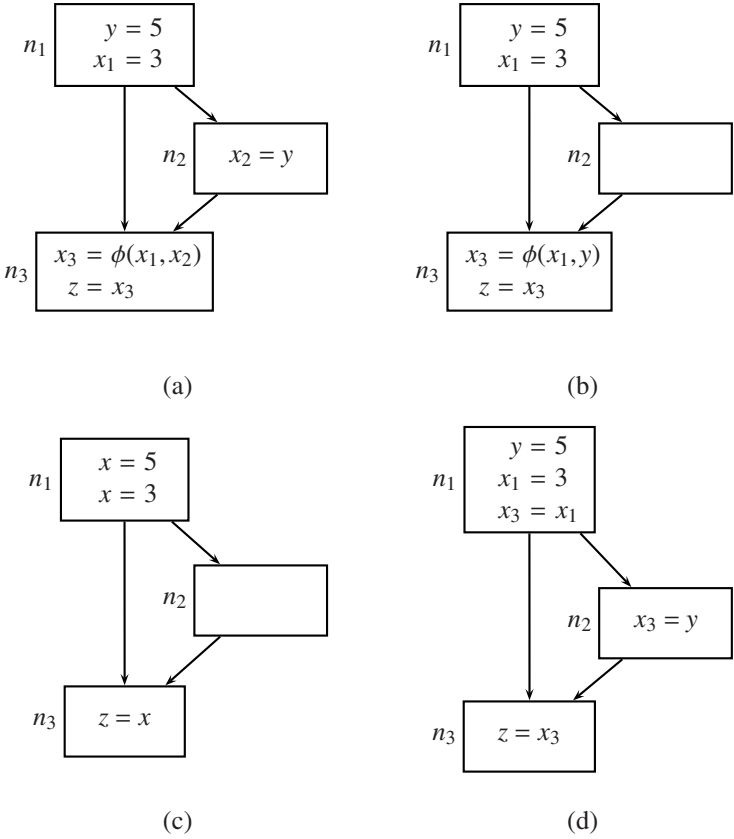 n₁
y = 5
x₁ = 3
n₂
x₂ = y
n₃
x₃ = ϕ(x₁, x₂)
z = x₃
(a)
n₁
y = 5
x₁ = 3
n₂
n₃
x₃ = ϕ(x₁, y)
z = x₃
(b)
n₁
x = 5
x = 3
n₂
n₃
z = x
(c)
n₁
y = 5
x₁ = 3
x₃ = x₁
n₂
x₃ = y
n₃
z = x₃
(d)